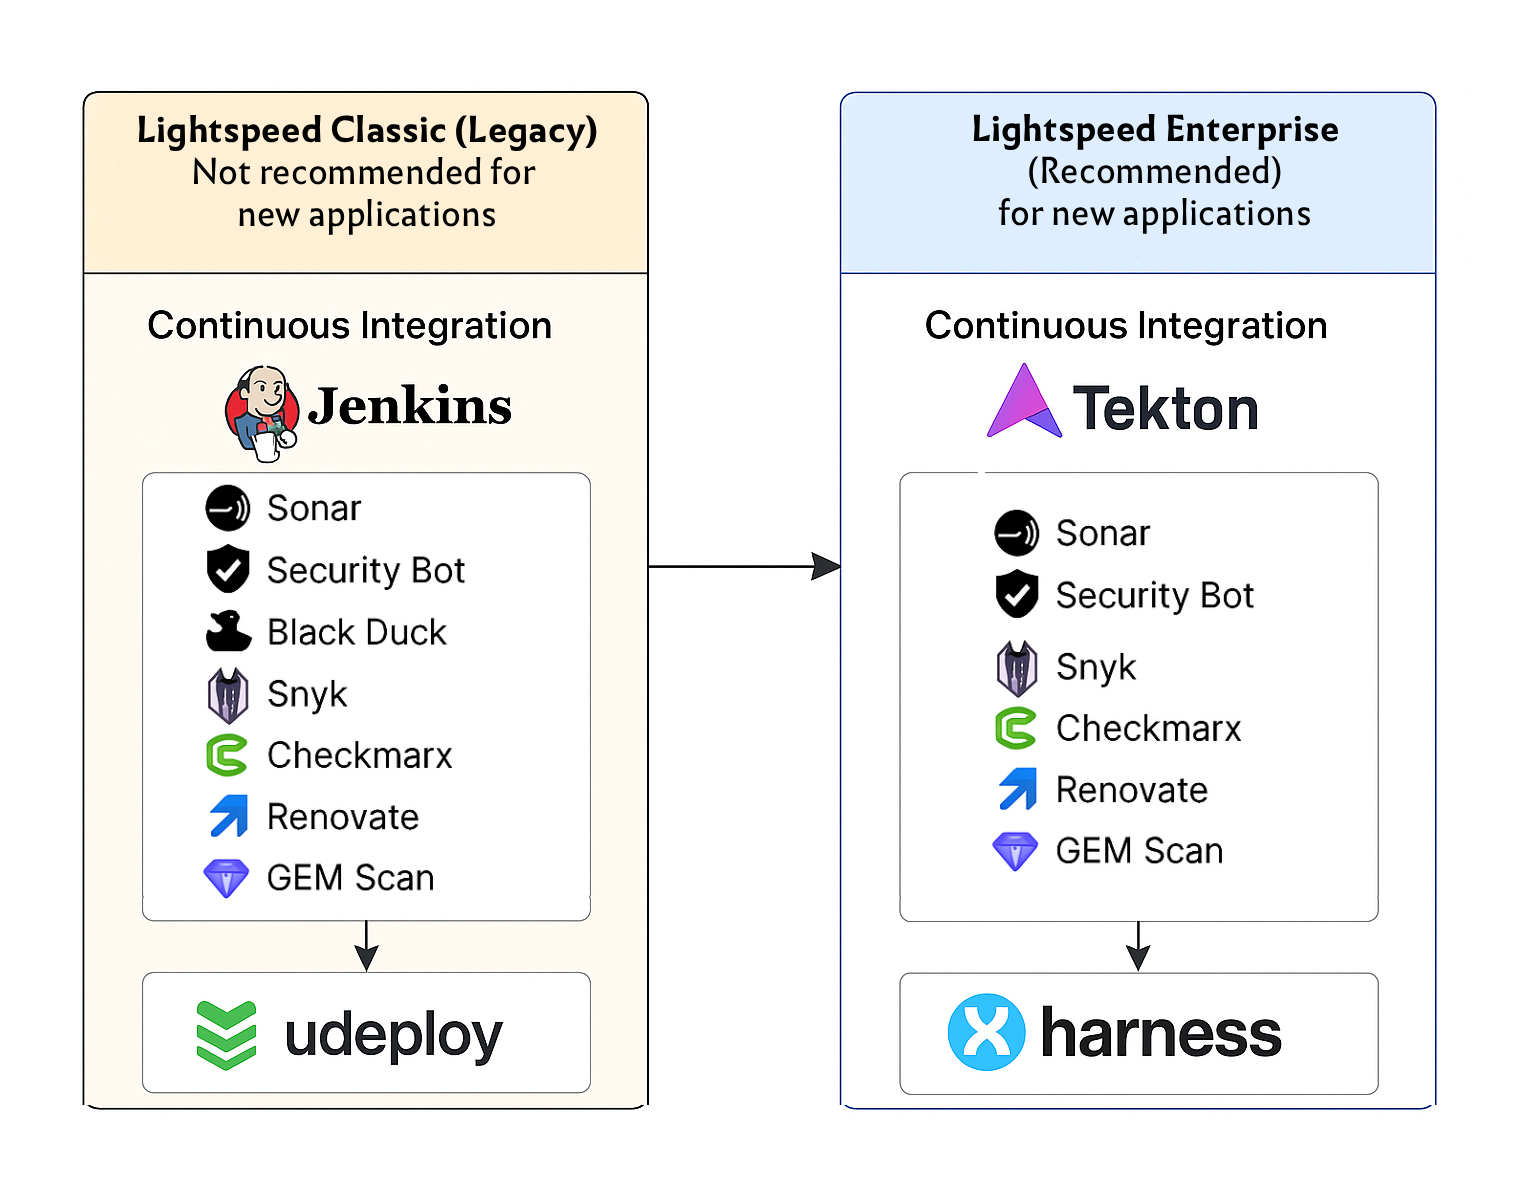 Lightspeed Classic (Legacy)
Not recommended for
new applications
Continuous Integration
Jenkins
Sonar
Security Bot
Black Duck
Snyk
Checkmarx
Renovate
GEM Scan
udeploy
Lightspeed Enterprise
(Recommended)
for new applications
Continuous Integration
Tekton
Sonar
Security Bot
Snyk
Checkmarx
Renovate
GEM Scan
harness